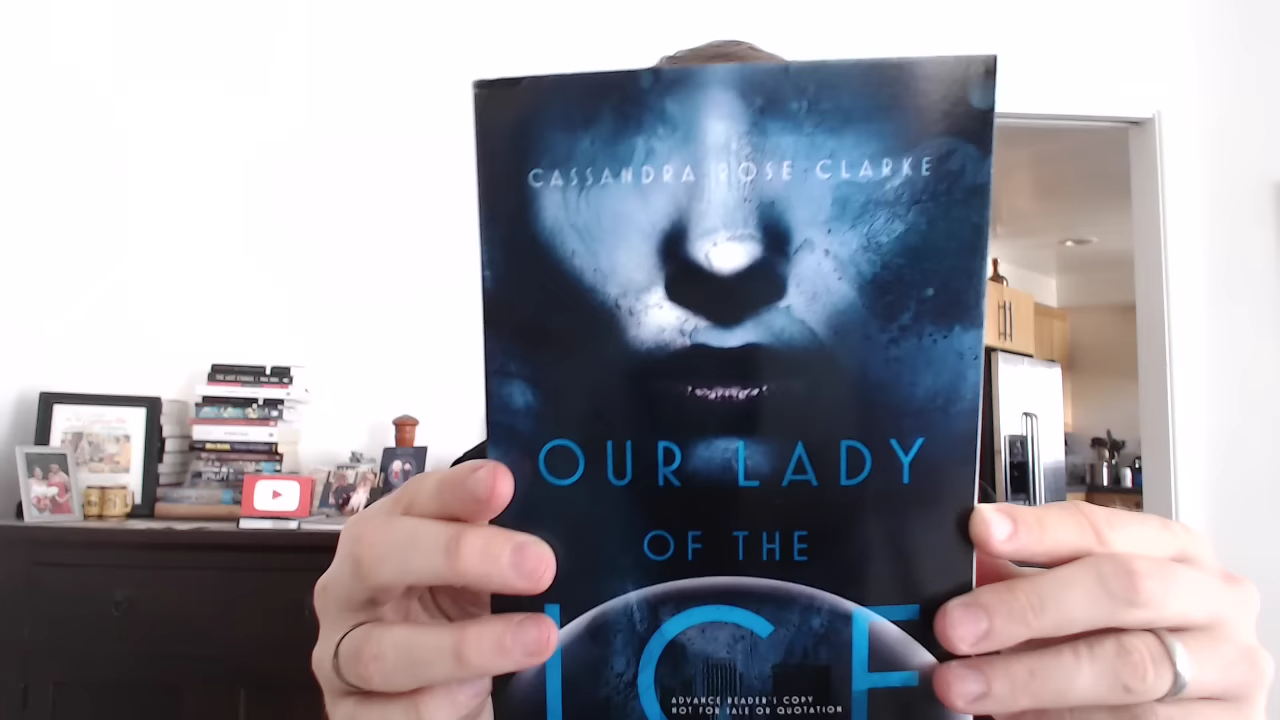 CASSANDRA ROSE CLARKE
OUR LADY
OF THE
ICE
ADVANCE READER'S COPY
NOT FOR SALE OR QUOTATION